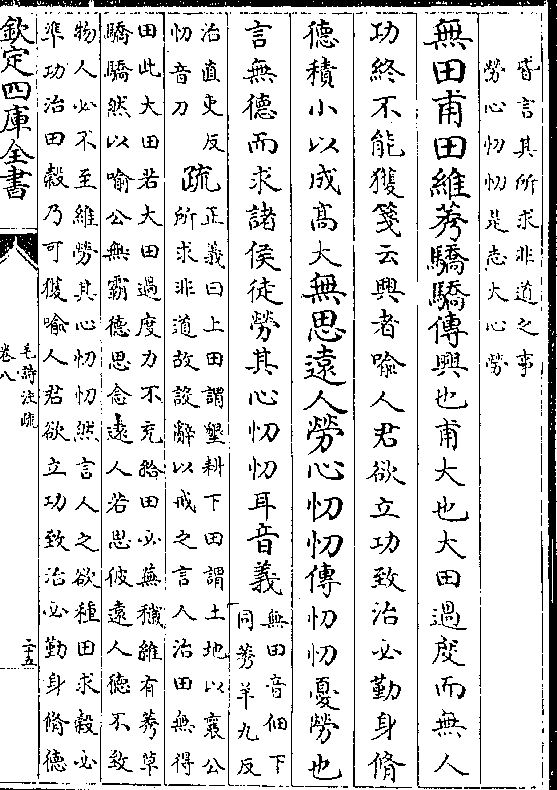 皆言其所求非道之事
勞心忉忉是志大心勞
無田甫田維莠驕驕傳興也甫大也大田過度而無人
功終不能獲箋云興者喻人君欲立功致治必勤身脩
德積小以成髙大無思逺人勞心忉忉傳忉忉憂勞也
言無德而求諸侯徒勞其心忉忉耳音義
無田音佃下
同莠羊九反
治直吏反
忉音刀
疏
正義曰上田謂墾耕下田謂土地以襄公
所求非道故設辭以戒之言人治田無得
田此大田若大田過度力不充給田必蕪穢維有莠草
驕驕然以喻公無霸德思念逺人若思彼逺人德不致
物人必不至維勞其心忉忉然言人之欲種田求穀必
準功治田穀乃可獲喻人君欲立功致治必勤身脩德
欽定四庫全書
毛詩注疏
卷八
二十五